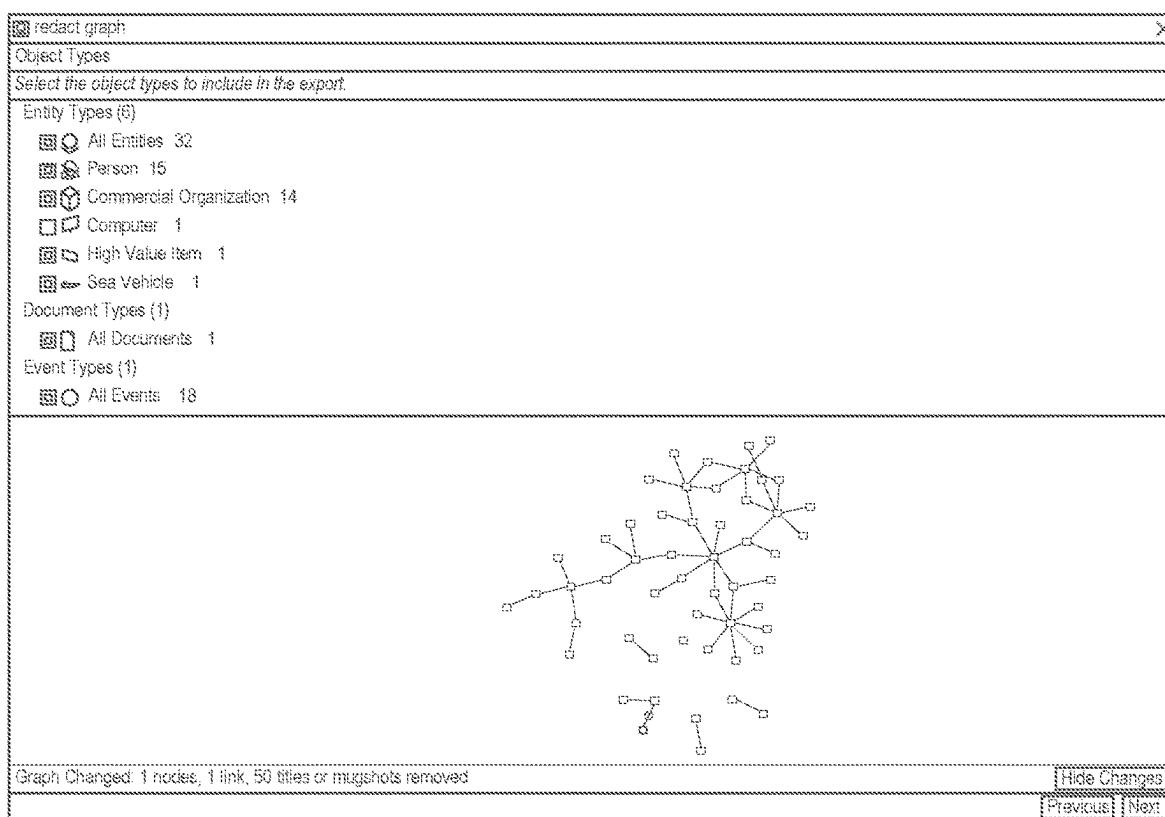 redact graph
Object Types
Select the object types to include in the export.
Entity Types (6)
All Entities 32
Person 15
Commercial Organization 14
Computer 1
High Value Item 1
Sea Vehicle 1
Document Types (1)
All Documents 1
Event Types (1)
All Events 18
Graph Changed: 1 nodes, 1 link, 50 titles or mugshots removed
Hide Changes
Previous Next